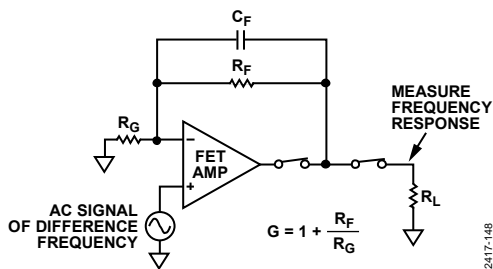 C_F
R_F
R_G
−
FET
AMP
+
MEASURE
FREQUENCY
RESPONSE
R_L
AC SIGNAL
OF DIFFERENCE
FREQUENCY
G = 1 + R_F / R_G
2417-148